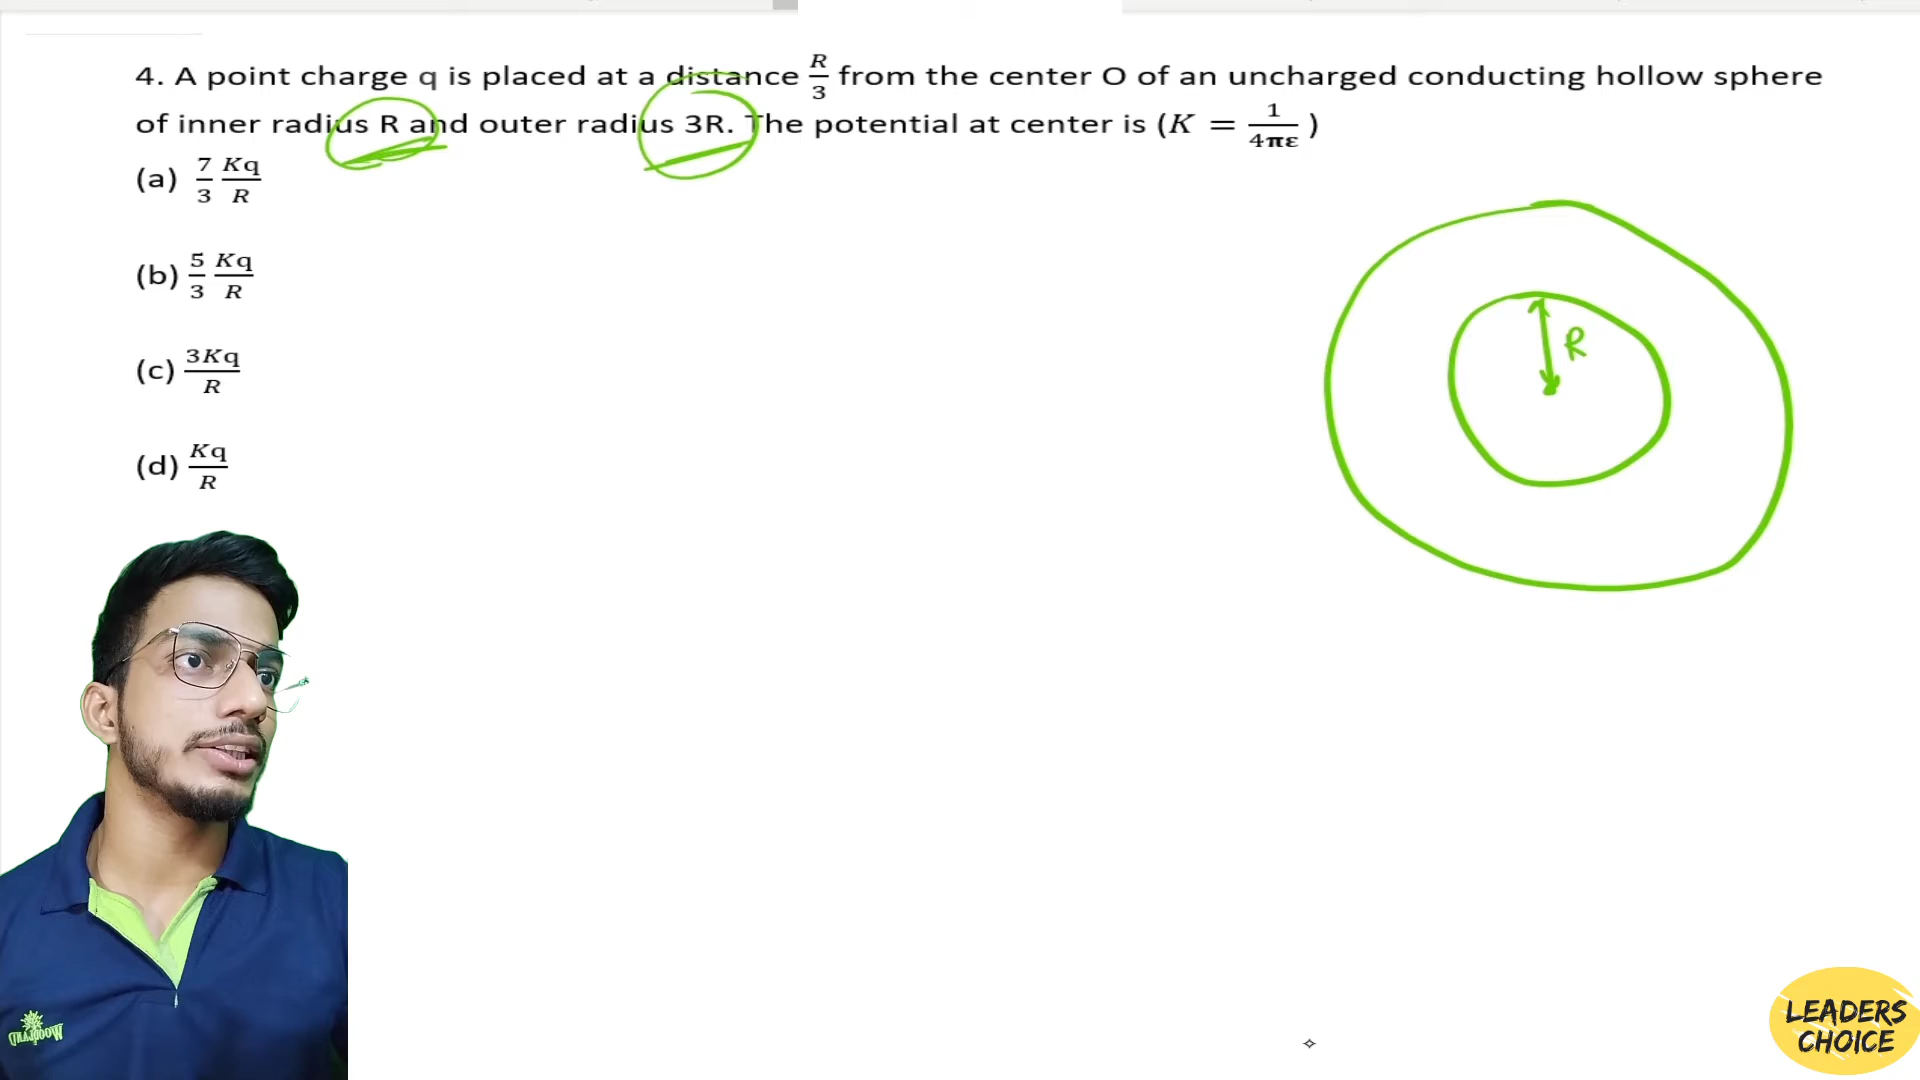 4. A point charge q is placed at a distance R/3 from the center O of an uncharged conducting hollow sphere
of inner radius R and outer radius 3R. The potential at center is (K = 1/4πε )
(a) 7/3 Kq/R
(b) 5/3 Kq/R
(c) 3Kq/R
(d) Kq/R
R
WOODLAND
LEADERS
CHOICE